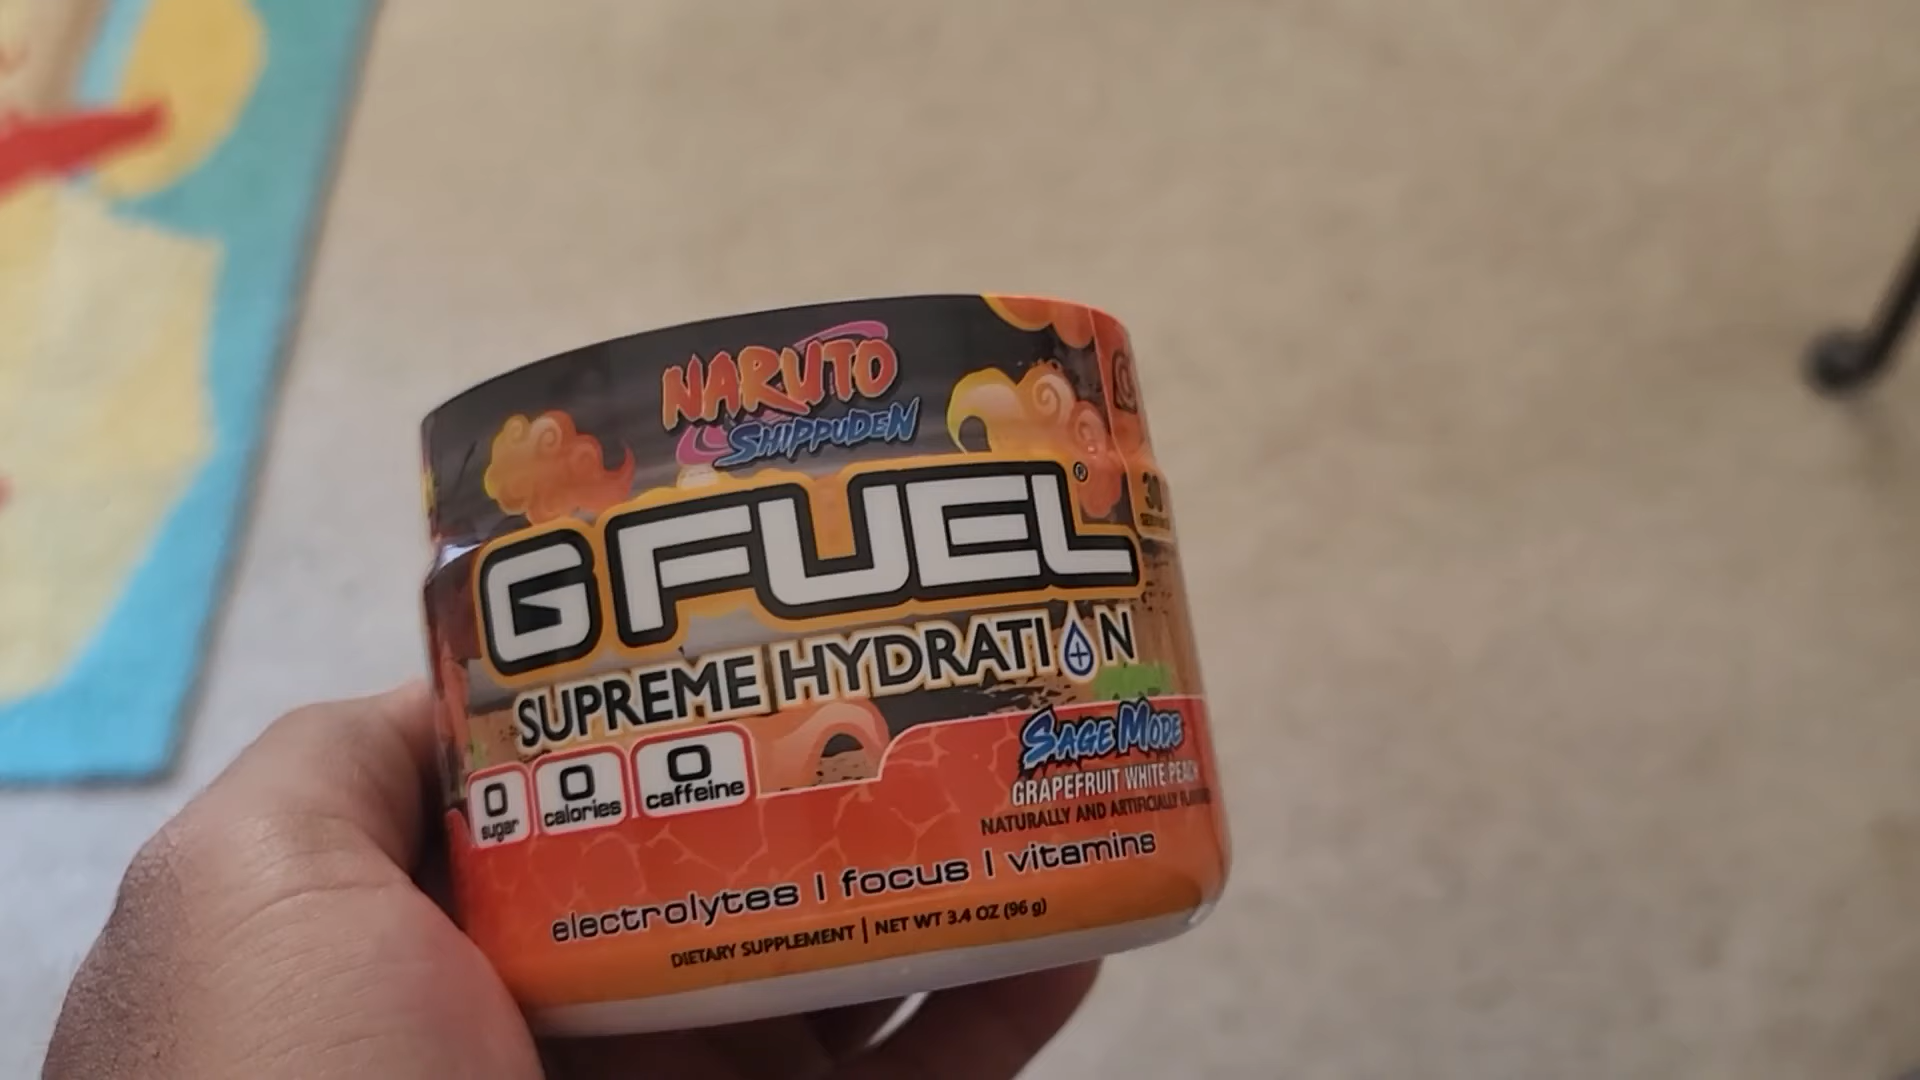 NARUTO
SHIPPUDEN
G FUEL®
SUPREME HYDRATION
0 sugar
0 calories
0 caffeine
SAGE MODE
GRAPEFRUIT WHITE PEACH
NATURALLY AND ARTIFICIALLY
electrolytes | focus | vitamins
DIETARY SUPPLEMENT | NET WT 3.4 OZ (96 g)
30